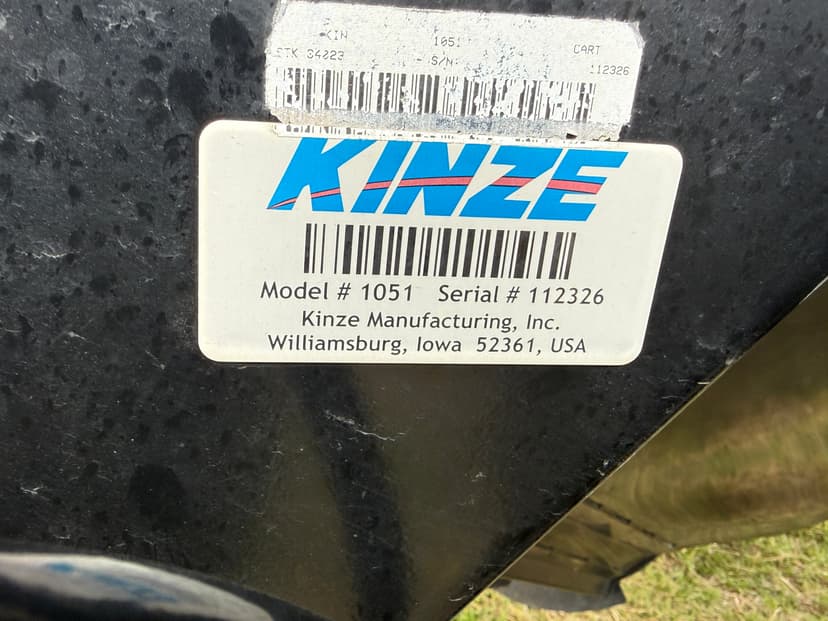 KIN 1051 CART
STK 34223 S/N: 112326
KINZE
Model # 1051 Serial # 112326
Kinze Manufacturing, Inc.
Williamsburg, Iowa 52361, USA